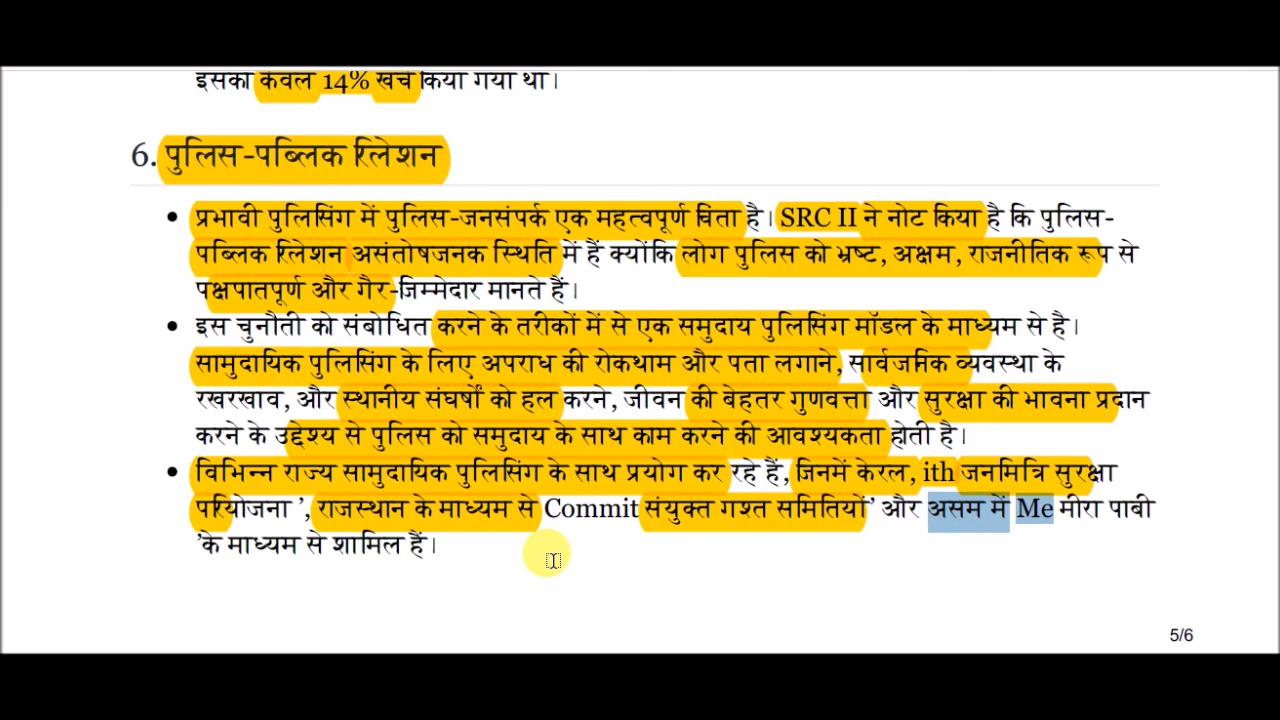 इसका केवल 14% खर्च किया गया था।
6. पुलिस-पब्लिक रिलेशन
• प्रभावी पुलिसिंग में पुलिस-जनसंपर्क एक महत्वपूर्ण चिंता है। SRC II ने नोट किया है कि पुलिस-
पब्लिक रिलेशन असंतोषजनक स्थिति में हैं क्योंकि लोग पुलिस को भ्रष्ट, अक्षम, राजनीतिक रूप से
पक्षपातपूर्ण और गैर-जिम्मेदार मानते हैं।
• इस चुनौती को संबोधित करने के तरीकों में से एक समुदाय पुलिसिंग मॉडल के माध्यम से है।
सामुदायिक पुलिसिंग के लिए अपराध की रोकथाम और पता लगाने, सार्वजनिक व्यवस्था के
रखरखाव, और स्थानीय संघर्षों को हल करने, जीवन की बेहतर गुणवत्ता और सुरक्षा की भावना प्रदान
करने के उद्देश्य से पुलिस को समुदाय के साथ काम करने की आवश्यकता होती है।
• विभिन्न राज्य सामुदायिक पुलिसिंग के साथ प्रयोग कर रहे हैं, जिनमें केरल, ith जनमित्रि सुरक्षा
परियोजना ’, राजस्थान के माध्यम से Commit संयुक्त गश्त समितियों’ और असम में Me मीरा पाबी
’के माध्यम से शामिल हैं।
5/6